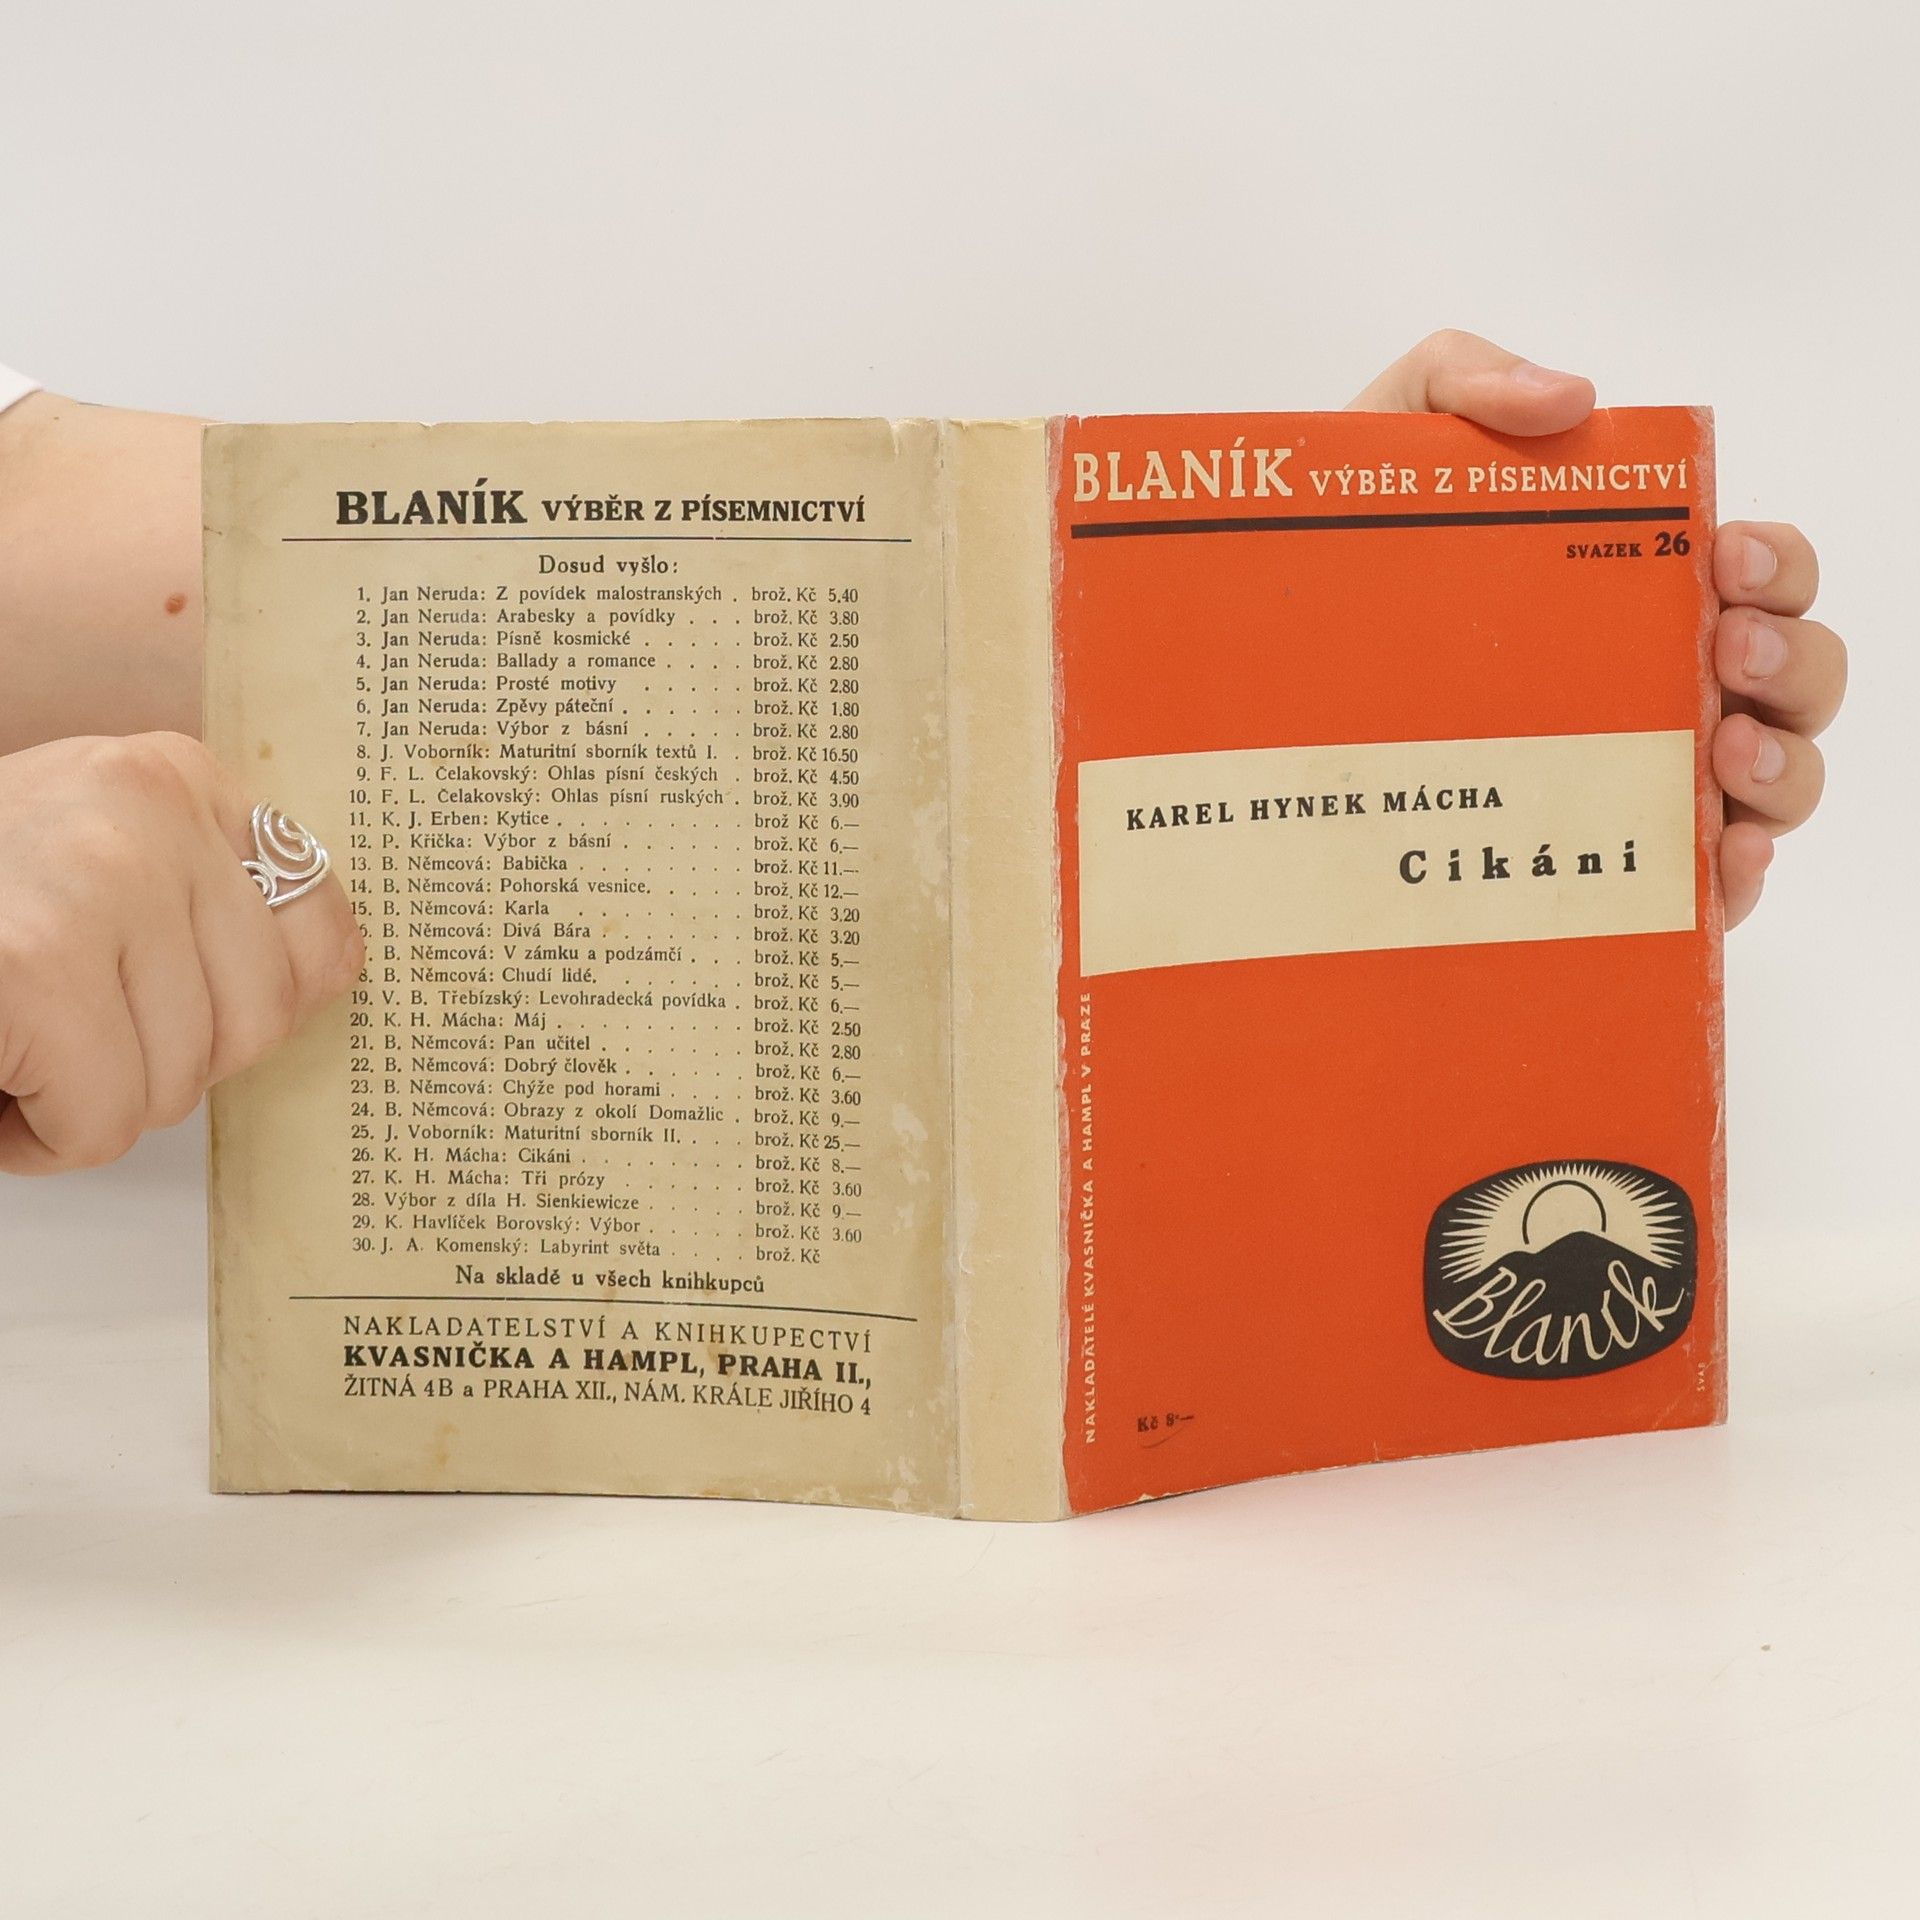 BLANÍK VÝBĚR Z PÍSEMNICTVÍ
Dosud vyšlo:
1. Jan Neruda: Z povídek malostranských . brož. Kč 5.40
2. Jan Neruda: Arabesky a povídky . . . brož. Kč 3.80
3. Jan Neruda: Písně kosmické . . . . . brož. Kč 2.50
4. Jan Neruda: Ballady a romance . . . . brož. Kč 2.80
5. Jan Neruda: Prosté motivy . . . . . brož. Kč 2.80
6. Jan Neruda: Zpěvy páteční . . . . . . brož. Kč 1.80
7. Jan Neruda: Výbor z básní . . . . . brož. Kč 2.80
8. J. Voborník: Maturitní sborník textů I. . brož. Kč 16.50
9. F. L. Čelakovský: Ohlas písní českých . brož. Kč 4.50
10. F. L. Čelakovský: Ohlas písní ruských . brož. Kč 3.90
11. K. J. Erben: Kytice . . . . . . . . . brož Kč 6.—
12. P. Křička: Výbor z básní . . . . . . brož. Kč 6.—
13. B. Němcová: Babička . . . . . . . . brož. Kč 11.—
14. B. Němcová: Pohorská vesnice. . . . . brož. Kč 12.—
15. B. Němcová: Karla . . . . . . . . brož. Kč 3.20
6. B. Němcová: Divá Bára . . . . . . . brož. Kč 3.20
. B. Němcová: V zámku a podzámčí . . . brož. Kč 5.—
8. B. Němcová: Chudí lidé. . . . . . . brož. Kč 5.—
19. V. B. Třebízský: Levohradecká povídka . brož. Kč 6.—
20. K. H. Mácha: Máj . . . . . . . . . brož. Kč 2.50
21. B. Němcová: Pan učitel . . . . . . . brož. Kč 2.80
22. B. Němcová: Dobrý člověk . . . . . . brož. Kč 6.—
23. B. Němcová: Chýže pod horami . . . . brož. Kč 3.60
24. B. Němcová: Obrazy z okolí Domažlic . brož. Kč 9.—
25. J. Voborník: Maturitní sborník II. . . . brož. Kč 25.—
26. K. H. Mácha: Cikáni . . . . . . . . brož. Kč 8.—
27. K. H. Mácha: Tři prózy . . . . . . brož. Kč 3.60
28. Výbor z díla H. Sienkiewicze . . . . . brož. Kč 9.—
29. K. Havlíček Borovský: Výbor . . . . . brož. Kč 3.60
30. J. A. Komenský: Labyrint světa . . . . brož. Kč
Na skladě u všech knihkupců
NAKLADATELSTVÍ A KNIHKUPECTVÍ
KVASNIČKA A HAMPL, PRAHA II.,
ŽITNÁ 4B a PRAHA XII., NÁM. KRÁLE JIŘÍHO 4
BLANÍK VÝBĚR Z PÍSEMNICTVÍ
SVAZEK 26
KAREL HYNEK MÁCHA
Cikáni
NAKLADATELÉ KVASNIČKA A HAMPL V PRAZE
Blaník
ŠVAB
Kč 8·—